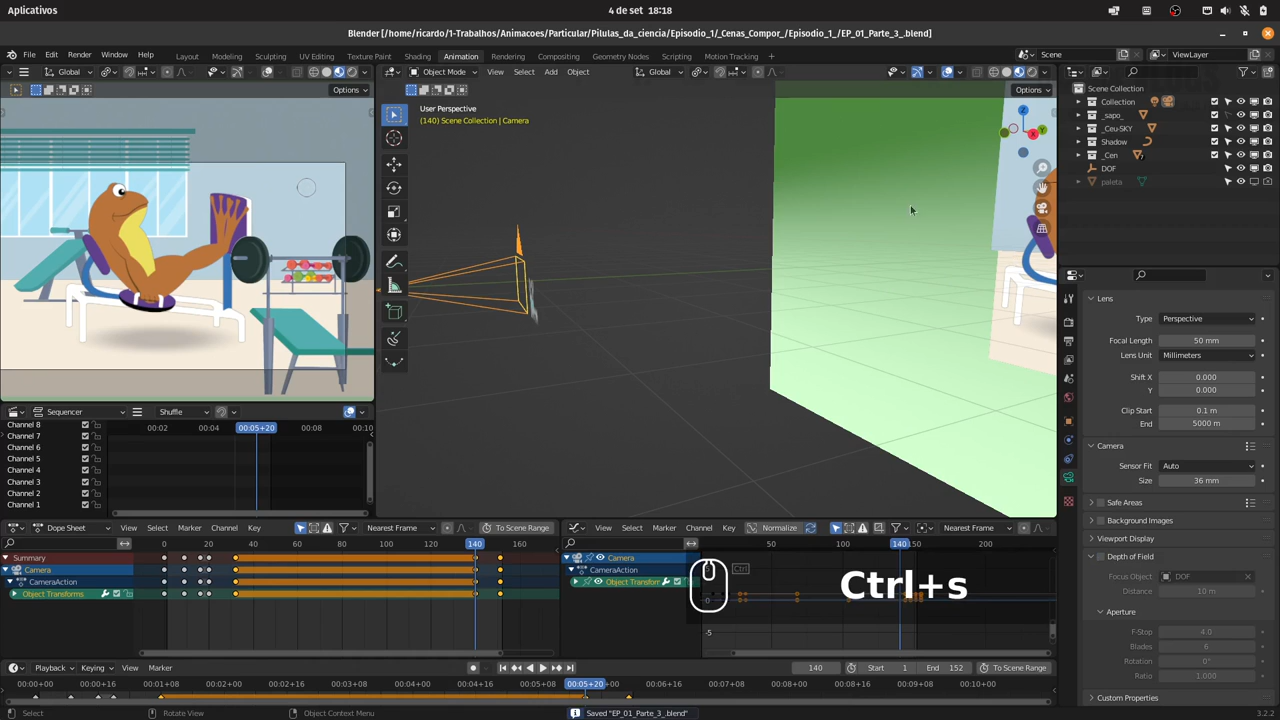 Aplicativos
4 de set 18:18
Blender [/home/ricardo/1-Trabalhos/Animacoes/Particular/Pilulas_da_ciencia/Episodio_1/_Cenas_Compor_/Episodio_1_/EP_01_Parte_3_.blend]
File Edit Render Window Help
Layout Modeling Sculpting UV Editing Texture Paint Shading Animation Rendering Compositing Geometry Nodes Scripting Motion Tracking
Scene
ViewLayer
Global
Object Mode View Select Add Object
Global
Options
Options
User Perspective
(140) Scene Collection | Camera
Scene Collection
Collection
_sapo_
_Ceu-SKY
Shadow
_Cen
DOF
paleta
Lens
Type Perspective
Focal Length 50 mm
Lens Unit Millimeters
Shift X 0.000
Y 0.000
Clip Start 0.1 m
End 5000 m
Camera
Sensor Fit Auto
Size 36 mm
Safe Areas
Background Images
Viewport Display
Depth of Field
Focus Object DOF
Distance 10 m
Aperture
F-Stop 4.0
Blades 6
Rotation 0°
Ratio 1.000
Custom Properties
Sequencer
Shuffle
00:02 00:04 00:05+20 00:08 00:10
Channel 8
Channel 7
Channel 6
Channel 5
Channel 4
Channel 3
Channel 2
Channel 1
Dope Sheet View Select Marker Channel Key Nearest Frame To Scene Range
0 20 40 60 80 100 120 140 160
Summary
Camera
CameraAction
Object Transforms
View Select Marker Channel Key Normalize Nearest Frame
50 100 140 150 200
Camera
CameraAction
Object Transform
0
-5
Ctrl
Ctrl+s
Playback Keying View Marker
140 Start 1 End 152 To Scene Range
00:00+00 00:00+16 00:01+08 00:02+00 00:02+16 00:03+08 00:04+00 00:04+16 00:05+08 00:05+20 00:06+16 00:07+08 00:08+00 00:08+16 00:09+08 00:10+00
Select Rotate View Object Context Menu Saved "EP_01_Parte_3_.blend" 3.2.2